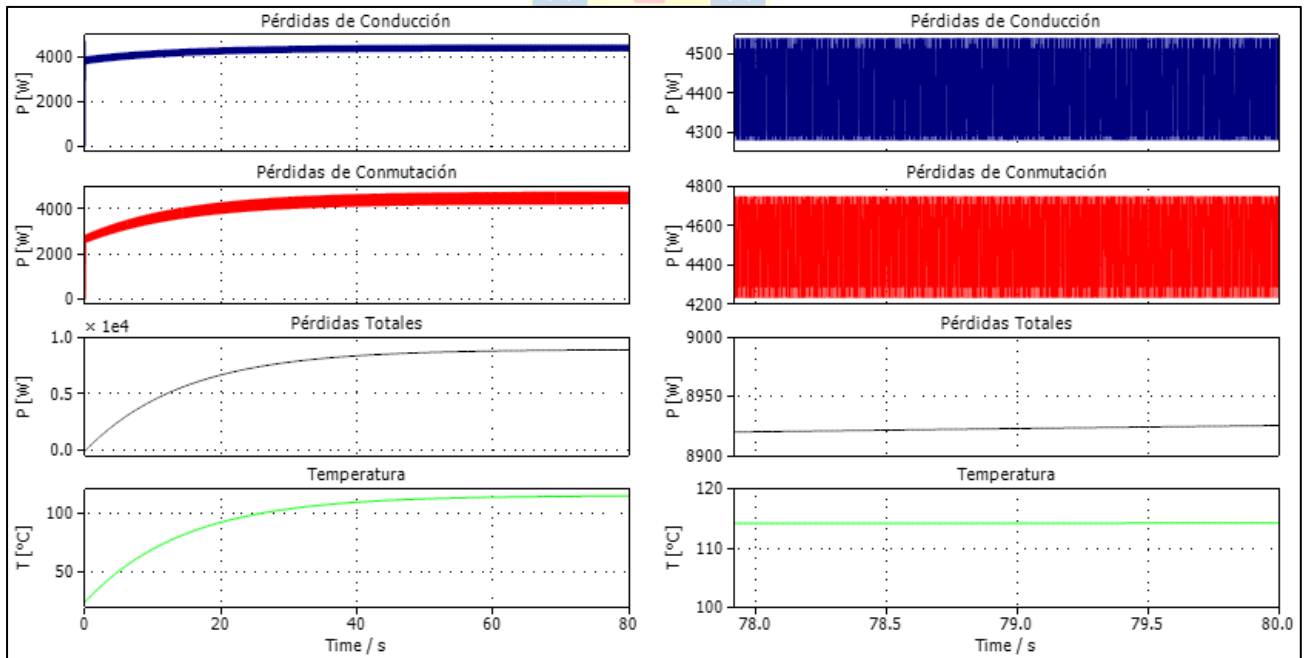 Pérdidas de Conducción
P [W]
4000
2000
0
Pérdidas de Conmutación
P [W]
4000
2000
0
Pérdidas Totales
× 1e4
P [W]
1.0
0.5
0.0
Temperatura
T [°C]
100
50
0 20 40 60 80
Time / s
Pérdidas de Conducción
P [W]
4500
4400
4300
Pérdidas de Conmutación
P [W]
4800
4600
4400
4200
Pérdidas Totales
P [W]
9000
8950
8900
Temperatura
T [°C]
120
110
100
78.0 78.5 79.0 79.5 80.0
Time / s